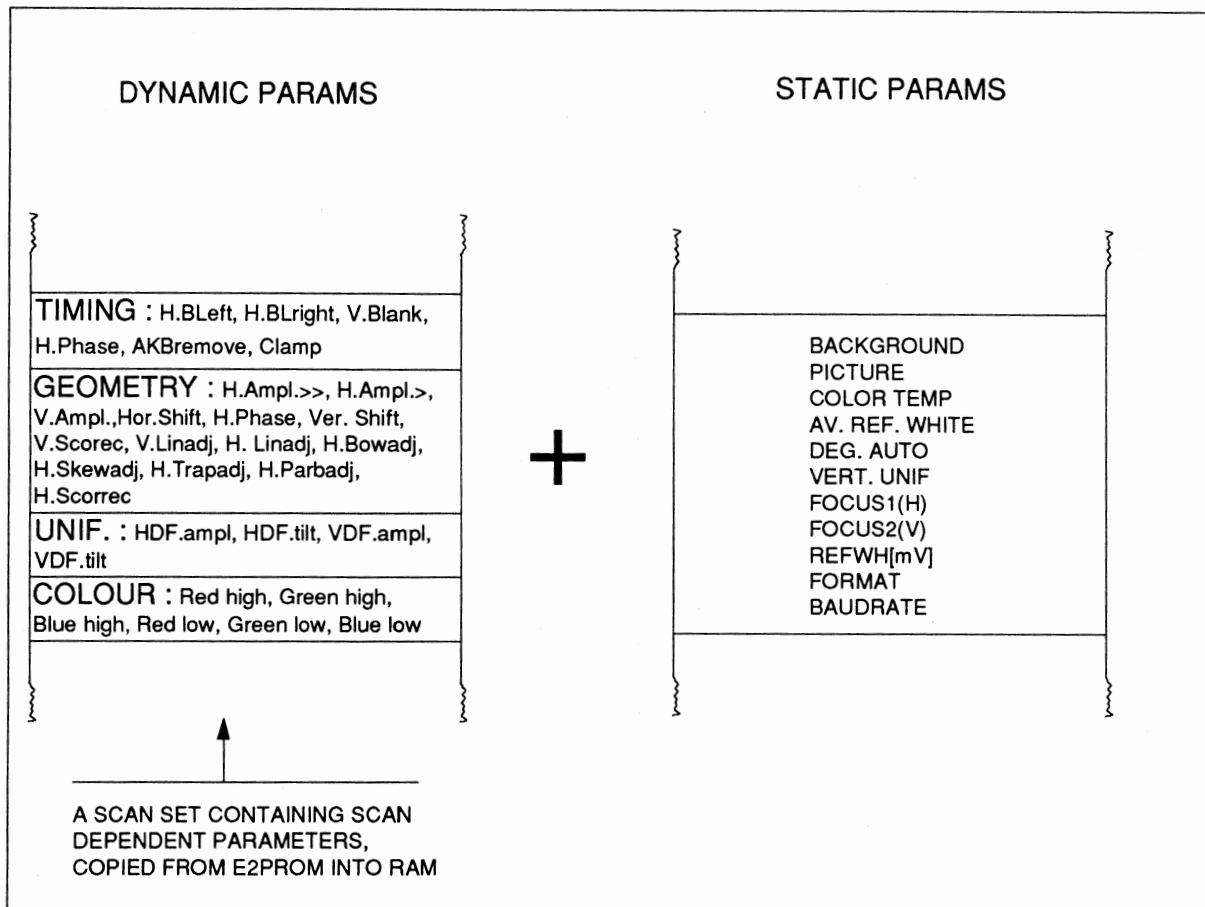 DYNAMIC PARAMS
TIMING : H.BLeft, H.BLright, V.Blank,
H.Phase, AKBremove, Clamp
GEOMETRY : H.Ampl.>>, H.Ampl.>,
V.Ampl.,Hor.Shift, H.Phase, Ver. Shift,
V.Scorec, V.Linadj, H. Linadj, H.Bowadj,
H.Skewadj, H.Trapadj, H.Parbadj,
H.Scorrec
UNIF. : HDF.ampl, HDF.tilt, VDF.ampl,
VDF.tilt
COLOUR : Red high, Green high,
Blue high, Red low, Green low, Blue low
A SCAN SET CONTAINING SCAN
DEPENDENT PARAMETERS,
COPIED FROM E2PROM INTO RAM
+
STATIC PARAMS
BACKGROUND
PICTURE
COLOR TEMP
AV. REF. WHITE
DEG. AUTO
VERT. UNIF
FOCUS1(H)
FOCUS2(V)
REFWH[mV]
FORMAT
BAUDRATE